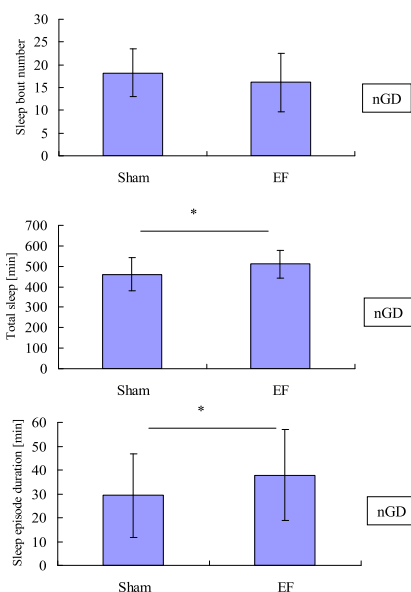 Sleep bout number
30
25
20
15
10
5
0
Sham EF
nGD
Total sleep [min]
700
600
500
400
300
200
100
0
*
Sham EF
nGD
Sleep episode duration [min]
60
50
40
30
20
10
0
*
Sham EF
nGD